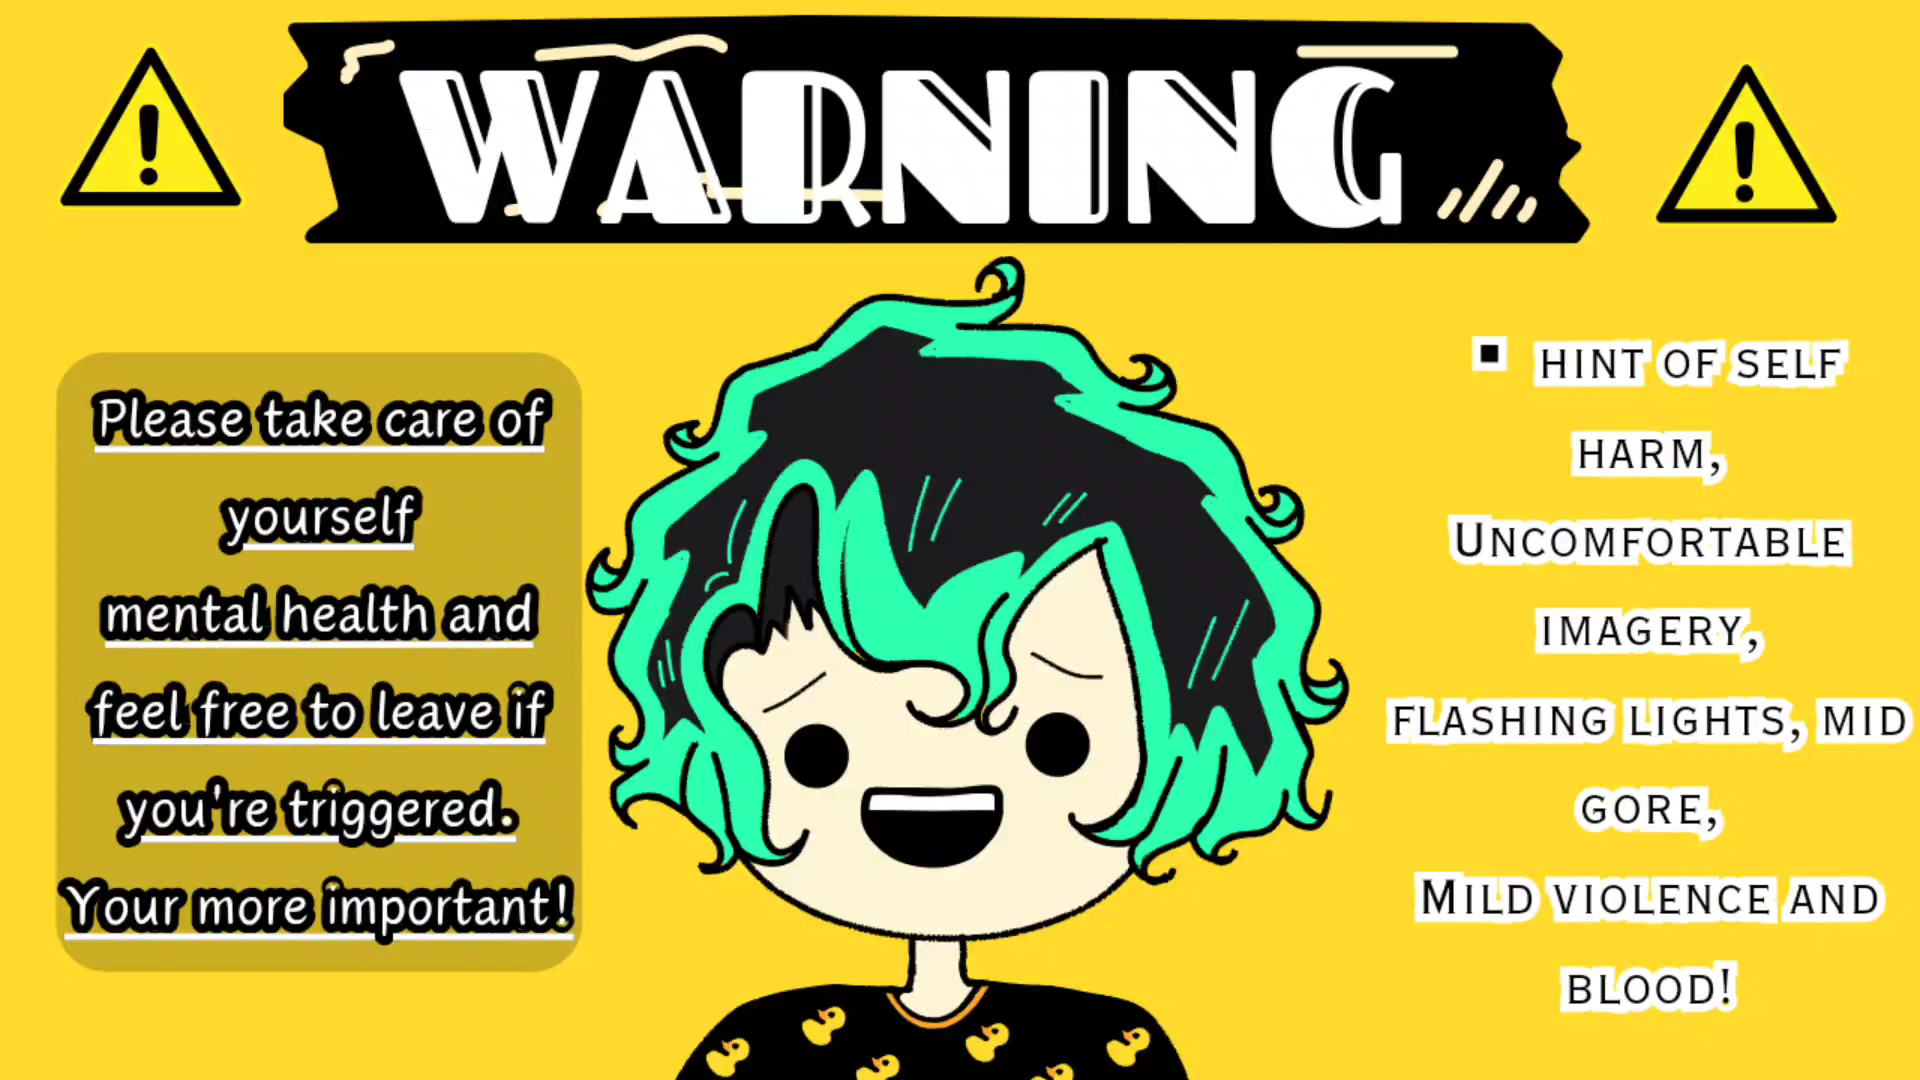 WARNING
Please take care of
yourself
mental health and
feel free to leave if
you're triggered.
Your more important!
▪ HINT OF SELF
HARM,
UNCOMFORTABLE
IMAGERY,
FLASHING LIGHTS, MID
GORE,
MILD VIOLENCE AND
BLOOD!